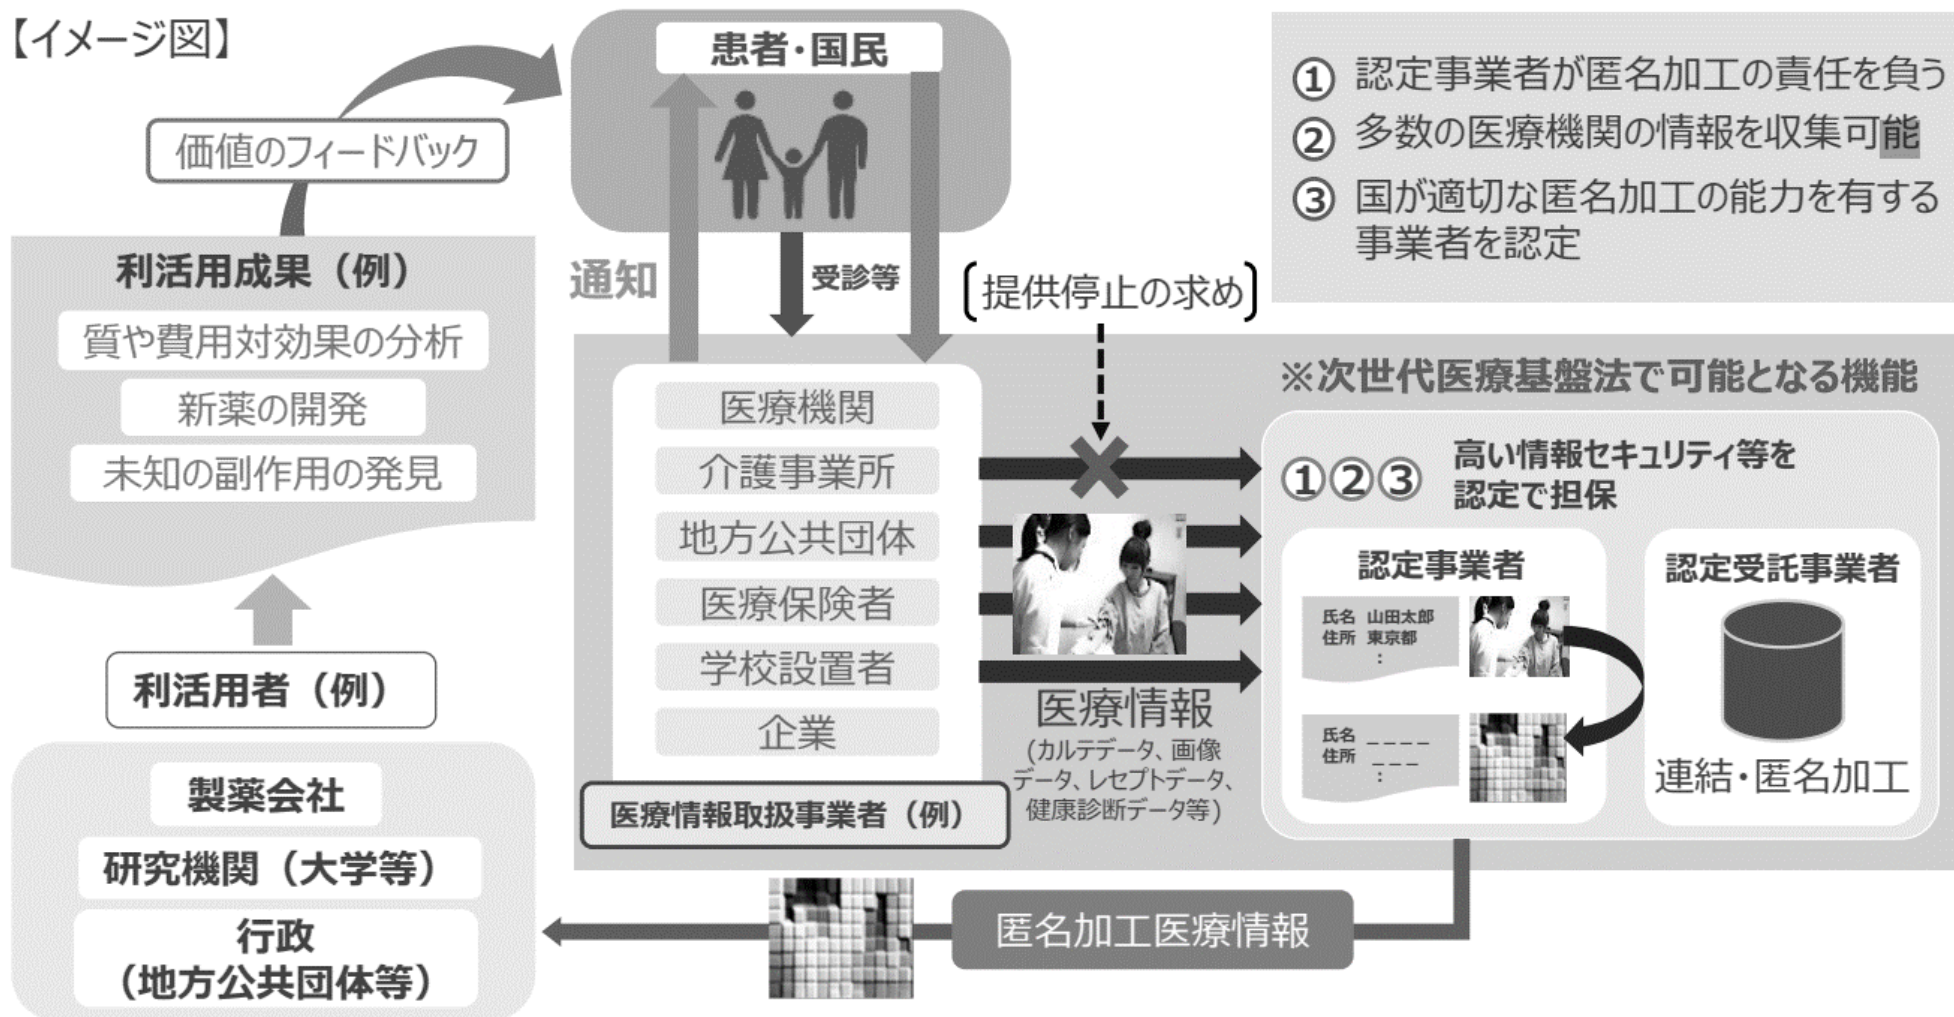 【イメージ図】
患者・国民
価値のフィードバック
① 認定事業者が匿名加工の責任を負う
② 多数の医療機関の情報を収集可能
③ 国が適切な匿名加工の能力を有する
事業者を認定
利活用成果（例）
質や費用対効果の分析
新薬の開発
未知の副作用の発見
利活用者（例）
製薬会社
研究機関（大学等）
行政
（地方公共団体等）
通知
受診等
［提供停止の求め］
医療機関
介護事業所
地方公共団体
医療保険者
学校設置者
企業
医療情報取扱事業者（例）
医療情報
(カルテデータ、画像
データ、レセプトデータ、
健康診断データ等)
※次世代医療基盤法で可能となる機能
①②③
高い情報セキュリティ等を
認定で担保
認定事業者
氏名 山田太郎
住所 東京都
:
氏名 ＿＿＿＿
住所 ＿＿＿
:
認定受託事業者
連結・匿名加工
匿名加工医療情報